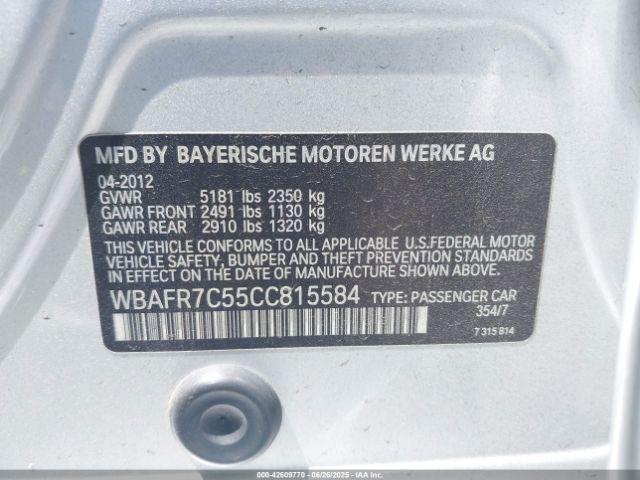 MFD BY BAYERISCHE MOTOREN WERKE AG
04-2012
GVWR 5181 lbs 2350 kg
GAWR FRONT 2491 lbs 1130 kg
GAWR REAR 2910 lbs 1320 kg
THIS VEHICLE CONFORMS TO ALL APPLICABLE U.S.FEDERAL MOTOR
VEHICLE SAFETY, BUMPER AND THEFT PREVENTION STANDARDS
IN EFFECT ON THE DATE OF MANUFACTURE SHOWN ABOVE.
WBAFR7C55CC815584 TYPE: PASSENGER CAR
354/7
7 315 814
000-42609770 - 06/26/2025 - IAA Inc.